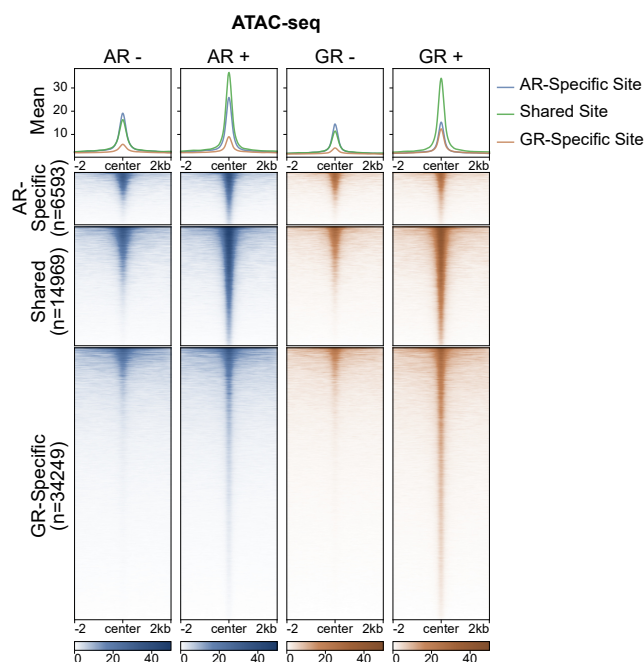 ATAC-seq
AR - AR + GR - GR +
Mean
30
20
10
AR-Specific Site
Shared Site
GR-Specific Site
-2 center 2kb -2 center 2kb -2 center 2kb -2 center 2kb
AR-
Specific
(n=6593)
Shared
(n=14969)
GR-Specific
(n=34249)
-2 center 2kb -2 center 2kb -2 center 2kb -2 center 2kb
0 20 40 0 20 40 0 20 40 0 20 40